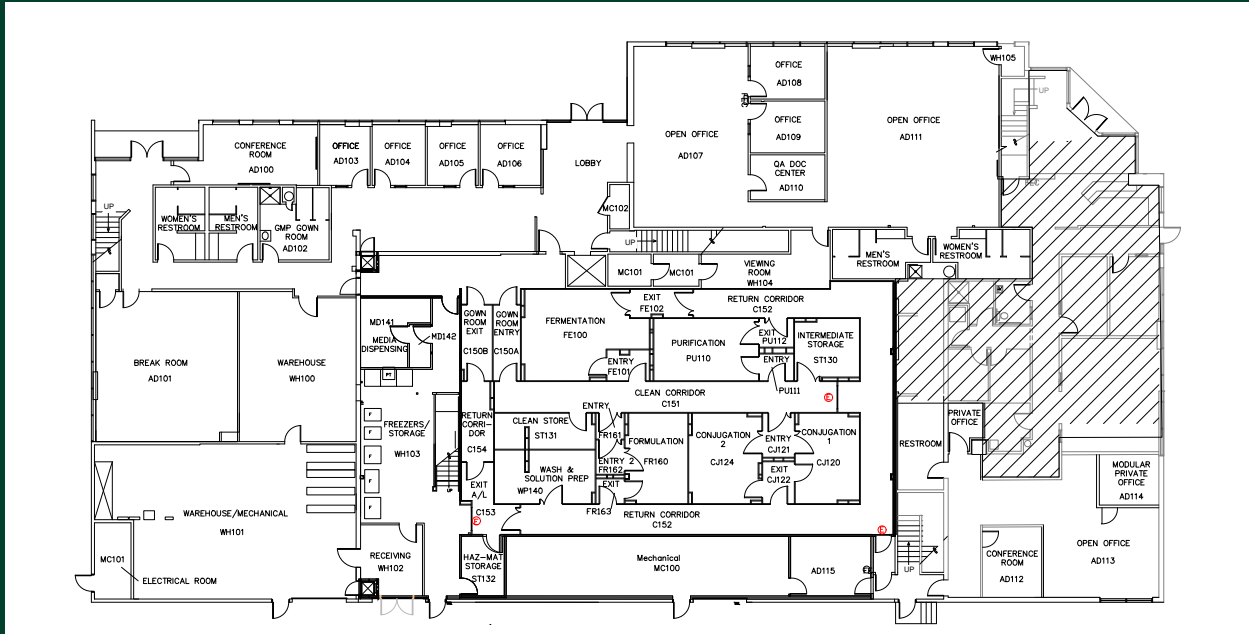 WH105
OFFICE
AD108
UP
FEC
OFFICE
AD109
OPEN OFFICE
AD107
OPEN OFFICE
AD111
QA DOC
CENTER
AD110
CONFERENCE
ROOM
AD100
OFFICE
AD103
OFFICE
AD104
OFFICE
AD105
OFFICE
AD106
LOBBY
FEC
MC102
UP
WOMEN'S
RESTROOM
MEN'S
RESTROOM
GMP GOWN
ROOM
AD102
UP
MEN'S
RESTROOM
WOMEN'S
RESTROOM
MC101
MC101
VIEWING
ROOM
WH104
EXIT
FE102
RETURN CORRIDOR
C152
MD141
MEDIA
DISPENSING
MD142
GOWN
ROOM
EXIT
C150B
GOWN
ROOM
ENTRY
C150A
FERMENTATION
FE100
ENTRY
FE101
PURIFICATION
PU110
EXIT
PU112
ENTRY
PU111
INTERMEDIATE
STORAGE
ST130
BREAK ROOM
AD101
WAREHOUSE
WH100
PT
F
F
F
F
F
FREEZERS/
STORAGE
WH103
UP
CLEAN CORRIDOR
C151
E
RETURN
CORRI-
DOR
C154
CLEAN STORE
ST131
ENTRY
FR161
ENTRY 2
FR162
EXIT
FR163
FORMULATION
FR160
CONJUGATION
2
CJ124
ENTRY
CJ121
EXIT
CJ122
CONJUGATION
1
CJ120
WASH &
SOLUTION PREP
WP140
EXIT
A/L
C153
E
RETURN CORRIDOR
C152
E
RESTROOM
PRIVATE
OFFICE
MODULAR
PRIVATE
OFFICE
AD114
WAREHOUSE/MECHANICAL
WH101
MC101
ELECTRICAL ROOM
RECEIVING
WH102
HAZ-MAT
STORAGE
ST132
Mechanical
MC100
AD115
UP
CONFERENCE
ROOM
AD112
OPEN OFFICE
AD113